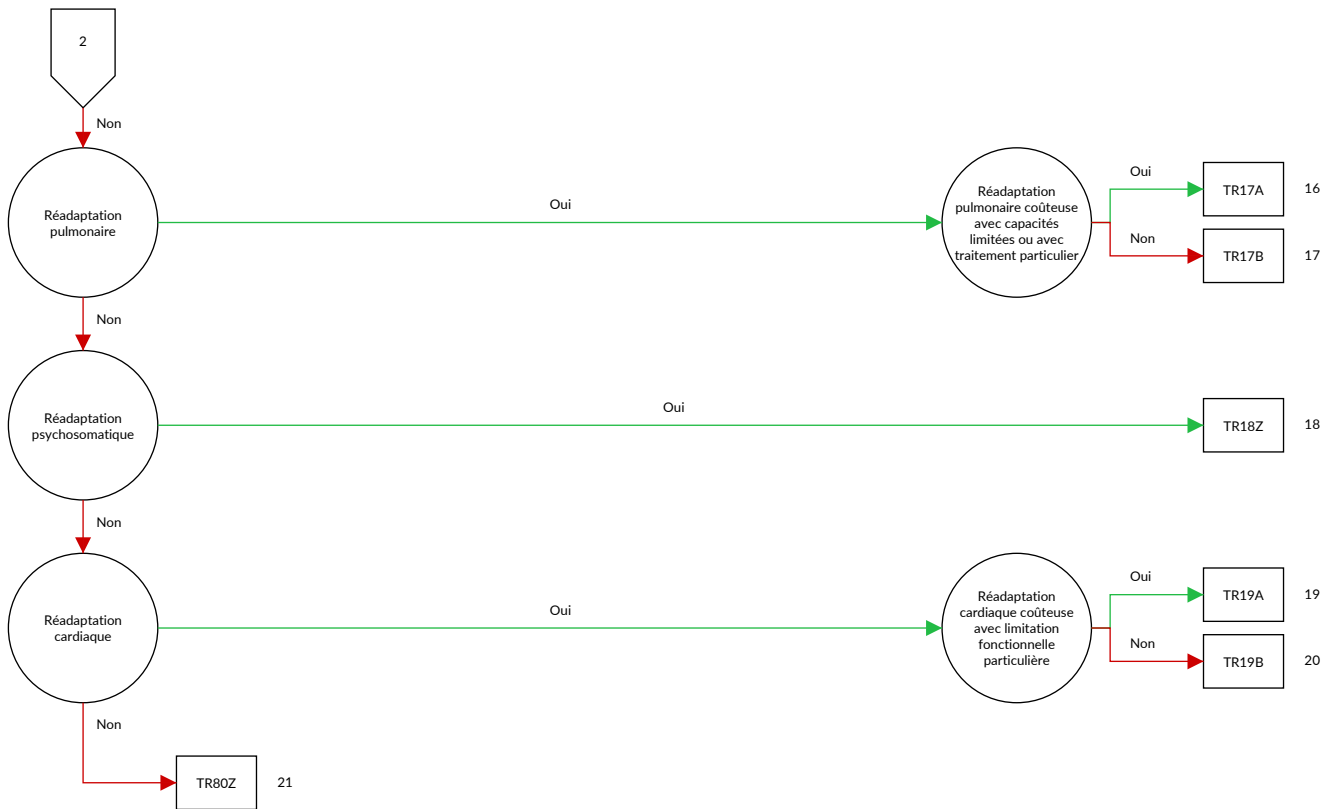 2
Non
Réadaptation
pulmonaire
Oui
Réadaptation
pulmonaire coûteuse
avec capacités
limitées ou avec
traitement particulier
Oui
TR17A
16
Non
TR17B
17
Non
Réadaptation
psychosomatique
Oui
TR18Z
18
Non
Réadaptation
cardiaque
Oui
Réadaptation
cardiaque coûteuse
avec limitation
fonctionnelle
particulière
Oui
TR19A
19
Non
TR19B
20
Non
TR80Z
21